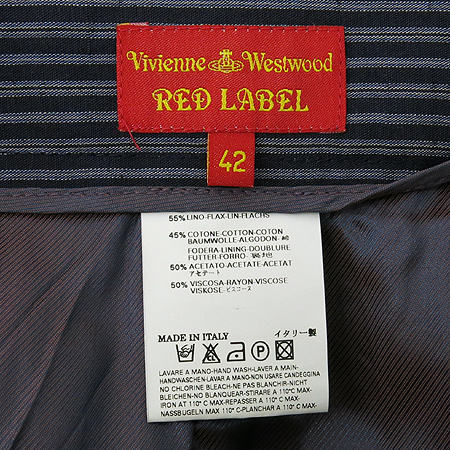 Vivienne Westwood
RED LABEL
42
55% LINO-FLAX-LIN-FLACHS
45% COTONE-COTTON-COTON
BAUMWOLLE-ALGODON-綿
FODERA-LINING-DOUBLURE
FUTTER-FORRO-裏地
50% ACETATO-ACETATE-ACETAT
アセテート
50% VISCOSA-RAYON-VISCOSE
VISKOSE-ビスコース
MADE IN ITALY イタリー製
LAVARE A MANO-HAND WASH-LAVER A MAIN-
HANDWASCHEN-LAVAR A MANO-NON USARE CANDEGGINA
NO CHLORINE BLEACH-NE PAS BLANCHIR-NICHT
BLEICHEN-NO BLANQUEAR-STIRARE A 110°C MAX-
IRON AT 110°C MAX-REPASSER A 110°C MAX-
NASSBUGELN MAX 110°C-PLANCHAR A 110°C MAX-